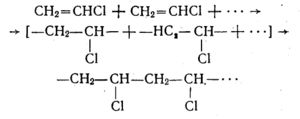 CH₂=CHCl + CH₂=CHCl + ··· →
→ [—CH₂—CH— + —HC₂—CH— + ···] →
Cl Cl
—CH₂—CH—CH₂—CH—···
Cl Cl